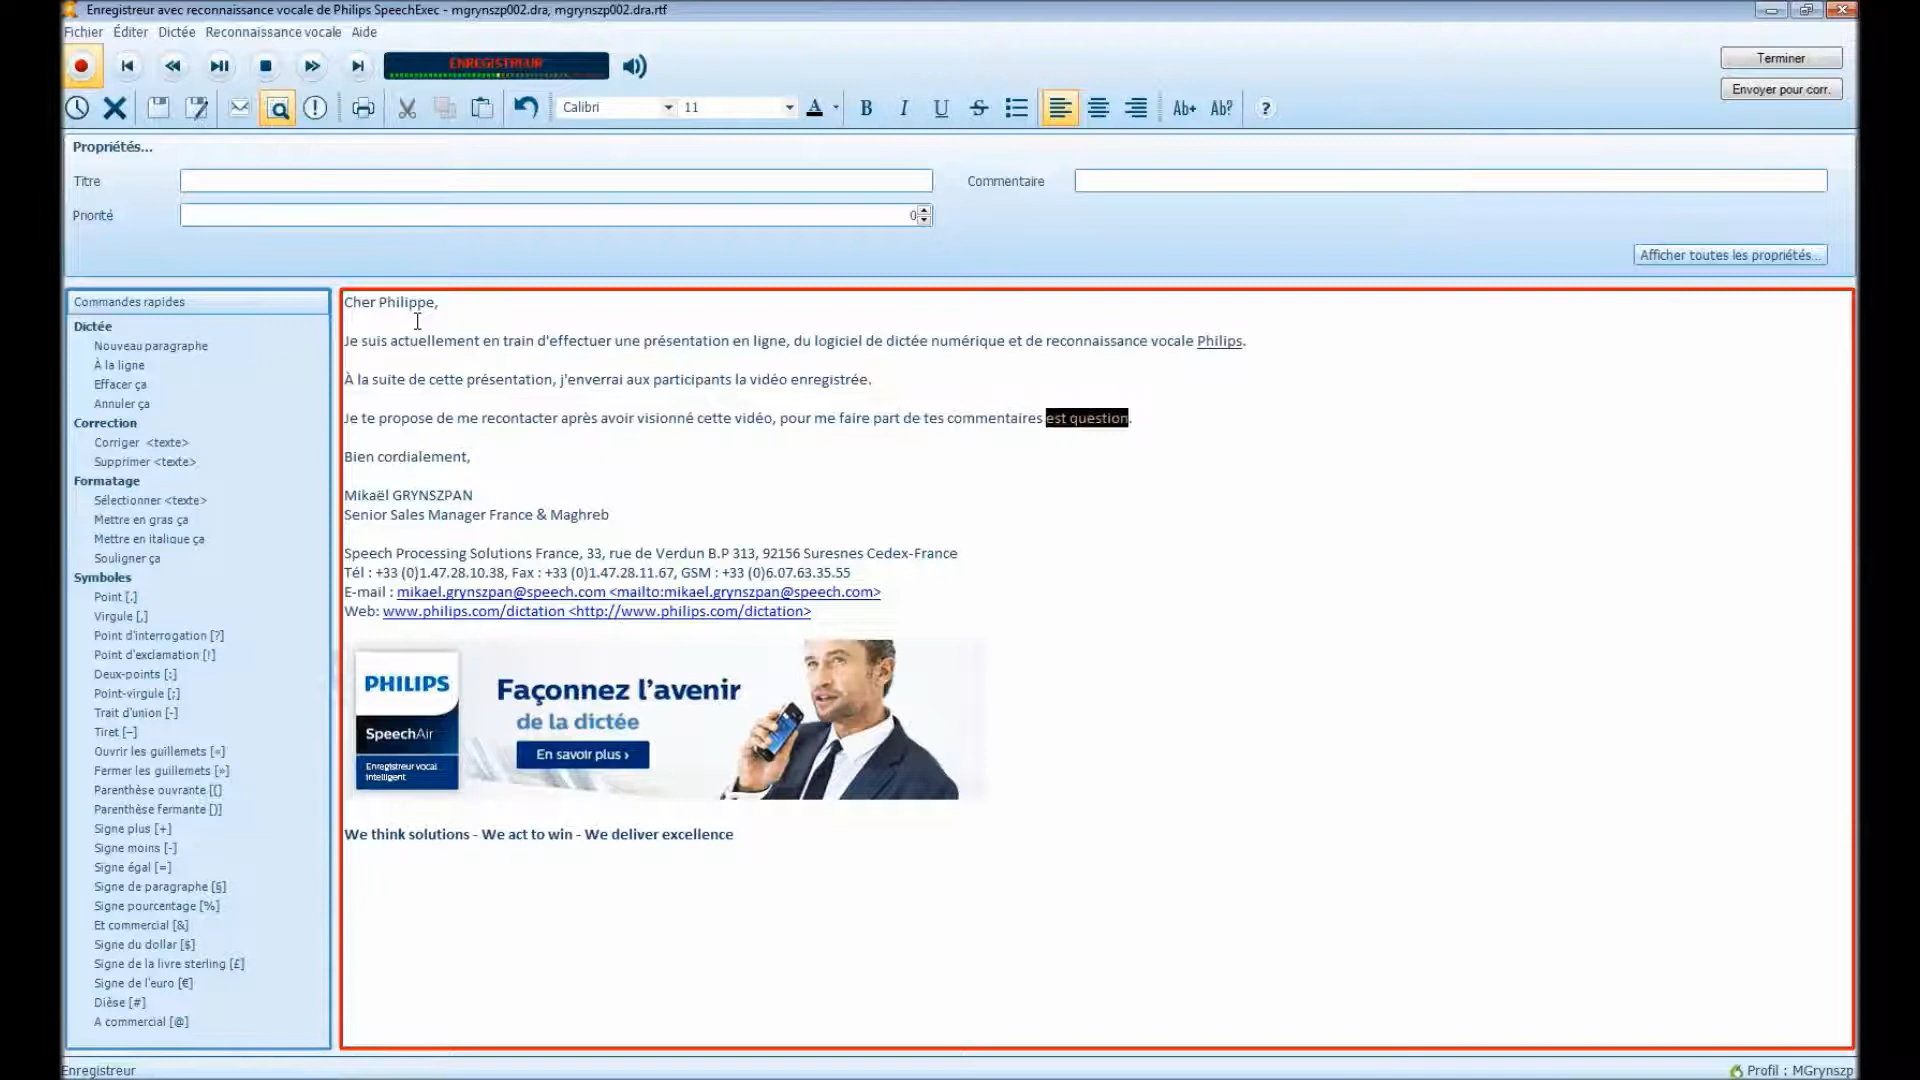 Enregistreur avec reconnaissance vocale de Philips SpeechExec - mgrynszp002.dra, mgrynszp002.dra.rtf
Fichier Éditer Dictée Reconnaissance vocale Aide
ENREGISTREUR
Terminer
Calibri 11 A B I U S Ab+ Ab? ?
Envoyer pour corr.
Propriétés...
Titre
Commentaire
Priorité 0
Afficher toutes les propriétés...
Commandes rapides
Dictée
Nouveau paragraphe
À la ligne
Effacer ça
Annuler ça
Correction
Corriger <texte>
Supprimer <texte>
Formatage
Sélectionner <texte>
Mettre en gras ça
Mettre en italique ça
Souligner ça
Symboles
Point [.]
Virgule [,]
Point d'interrogation [?]
Point d'exclamation [!]
Deux-points [:]
Point-virgule [;]
Trait d'union [-]
Tiret [–]
Ouvrir les guillemets [«]
Fermer les guillemets [»]
Parenthèse ouvrante [(]
Parenthèse fermante [)]
Signe plus [+]
Signe moins [-]
Signe égal [=]
Signe de paragraphe [§]
Signe pourcentage [%]
Et commercial [&]
Signe du dollar [$]
Signe de la livre sterling [£]
Signe de l'euro [€]
Dièse [#]
A commercial [@]
Cher Philippe,
Je suis actuellement en train d'effectuer une présentation en ligne, du logiciel de dictée numérique et de reconnaissance vocale Philips.
À la suite de cette présentation, j'enverrai aux participants la vidéo enregistrée.
Je te propose de me recontacter après avoir visionné cette vidéo, pour me faire part de tes commentaires est question.
Bien cordialement,
Mikaël GRYNSZPAN
Senior Sales Manager France & Maghreb
Speech Processing Solutions France, 33, rue de Verdun B.P 313, 92156 Suresnes Cedex-France
Tél : +33 (0)1.47.28.10.38, Fax : +33 (0)1.47.28.11.67, GSM : +33 (0)6.07.63.35.55
E-mail : mikael.grynszpan@speech.com <mailto:mikael.grynszpan@speech.com>
Web: www.philips.com/dictation <http://www.philips.com/dictation>
PHILIPS
SpeechAir
Enregistreur vocal
intelligent
Façonnez l'avenir
de la dictée
En savoir plus ›
We think solutions - We act to win - We deliver excellence
Enregistreur
Profil : MGrynszp